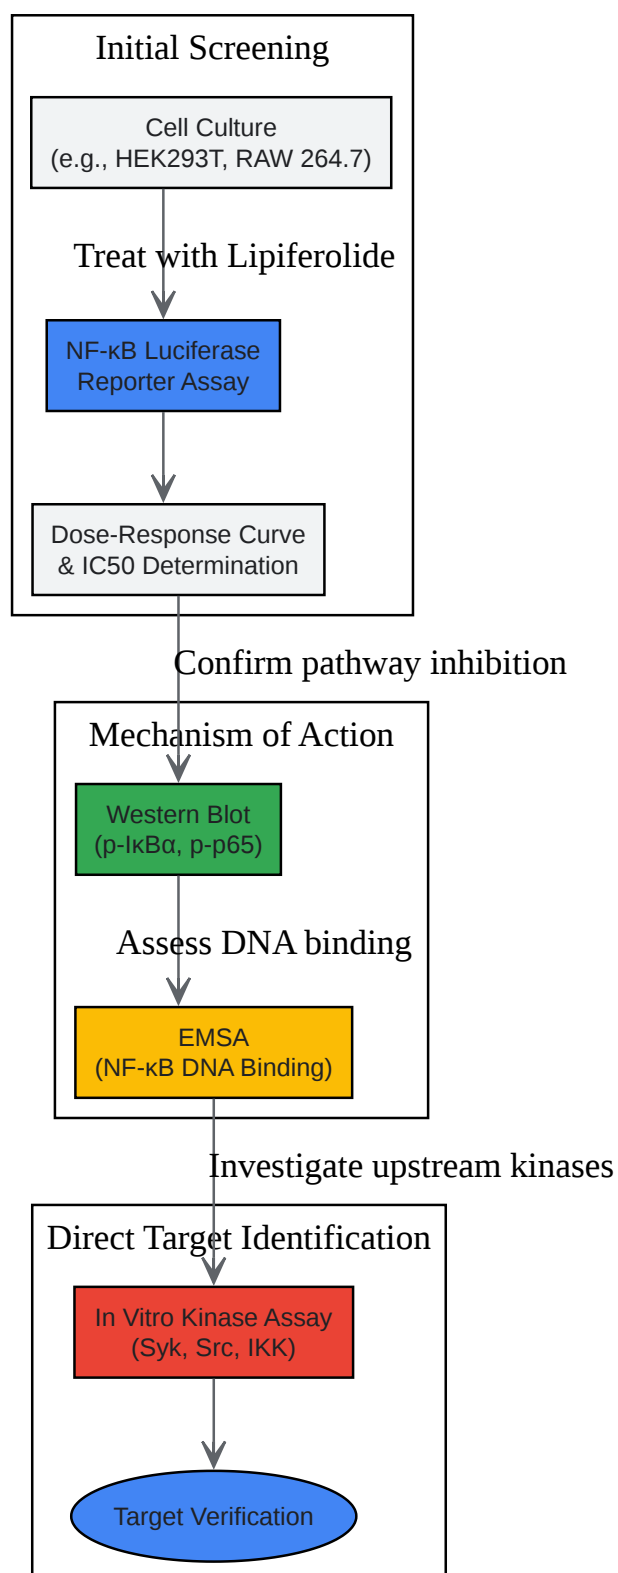 Initial Screening
Cell Culture
(e.g., HEK293T, RAW 264.7)
Treat with Lipiferolide
NF-κB Luciferase
Reporter Assay
Dose-Response Curve
& IC50 Determination
Confirm pathway inhibition
Mechanism of Action
Western Blot
(p-IκBα, p-p65)
Assess DNA binding
EMSA
(NF-κB DNA Binding)
Investigate upstream kinases
Direct Target Identification
In Vitro Kinase Assay
(Syk, Src, IKK)
Target Verification